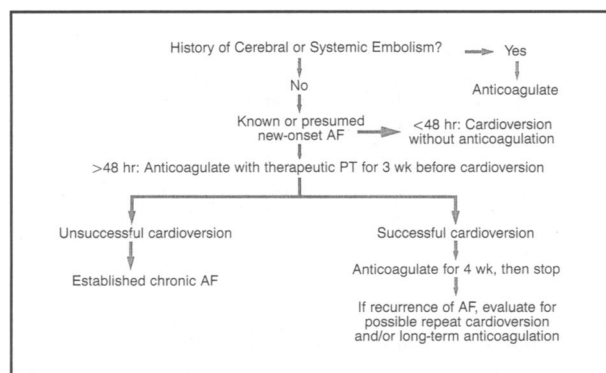 History of Cerebral or Systemic Embolism?
Yes
No
Anticoagulate
Known or presumed
new-onset AF
<48 hr: Cardioversion
without anticoagulation
>48 hr: Anticoagulate with therapeutic PT for 3 wk before cardioversion
Unsuccessful cardioversion
Successful cardioversion
Established chronic AF
Anticoagulate for 4 wk, then stop
If recurrence of AF, evaluate for
possible repeat cardioversion
and/or long-term anticoagulation